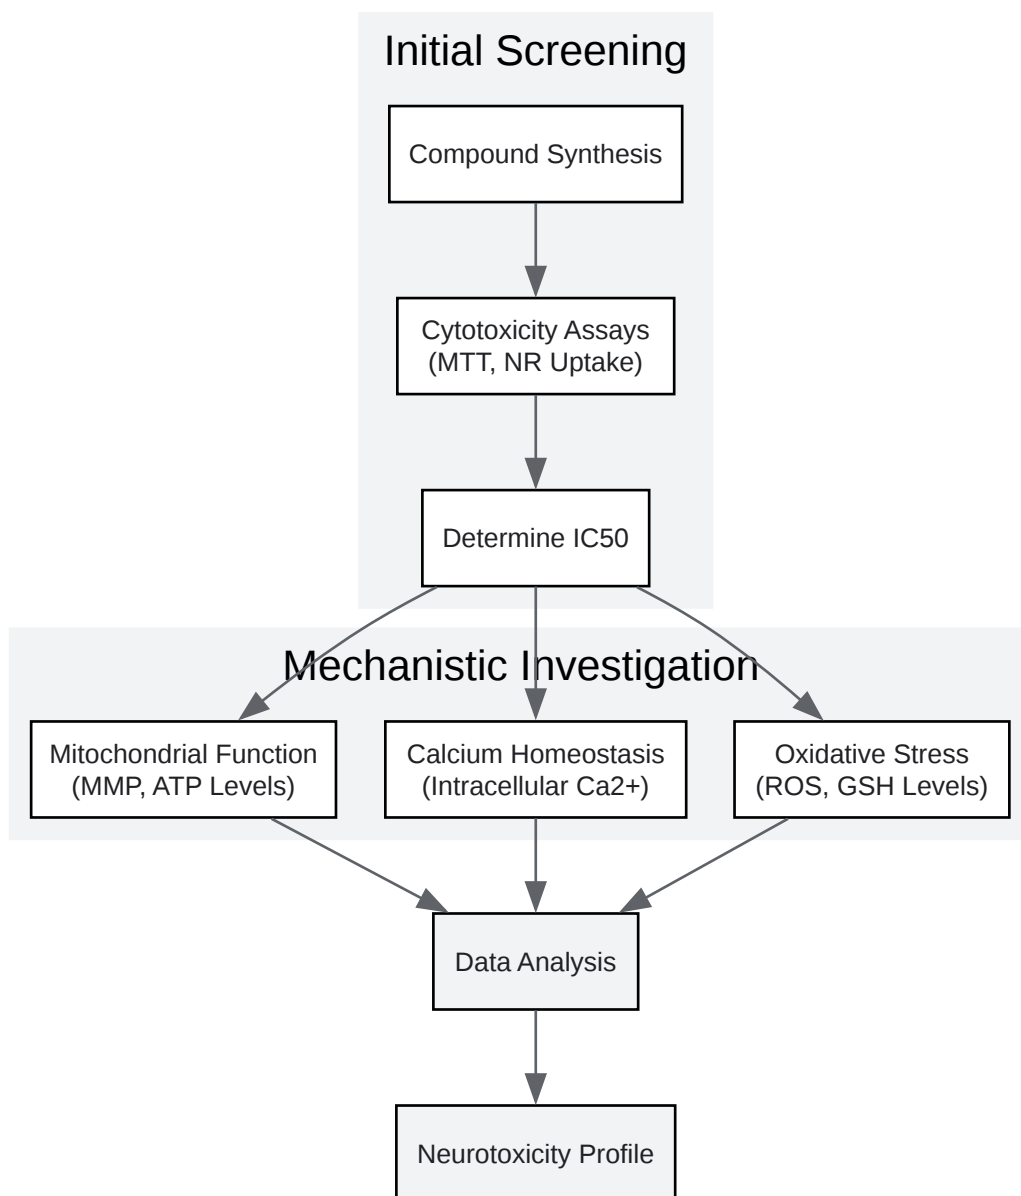 Initial Screening
Compound Synthesis
Cytotoxicity Assays
(MTT, NR Uptake)
Determine IC50
Mechanistic Investigation
Mitochondrial Function
(MMP, ATP Levels)
Calcium Homeostasis
(Intracellular Ca2+)
Oxidative Stress
(ROS, GSH Levels)
Data Analysis
Neurotoxicity Profile